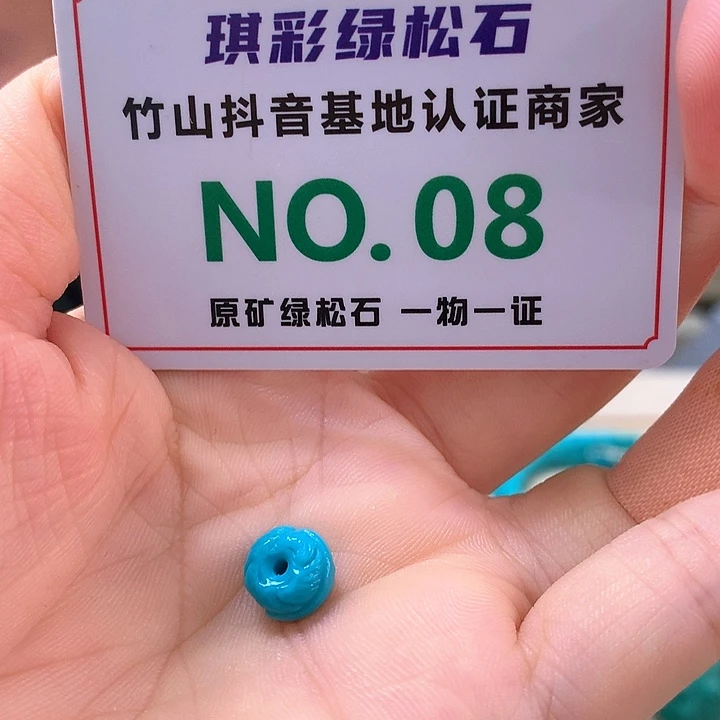 琪彩绿松石
竹山抖音基地认证商家
NO. 08
原矿绿松石 一物一证